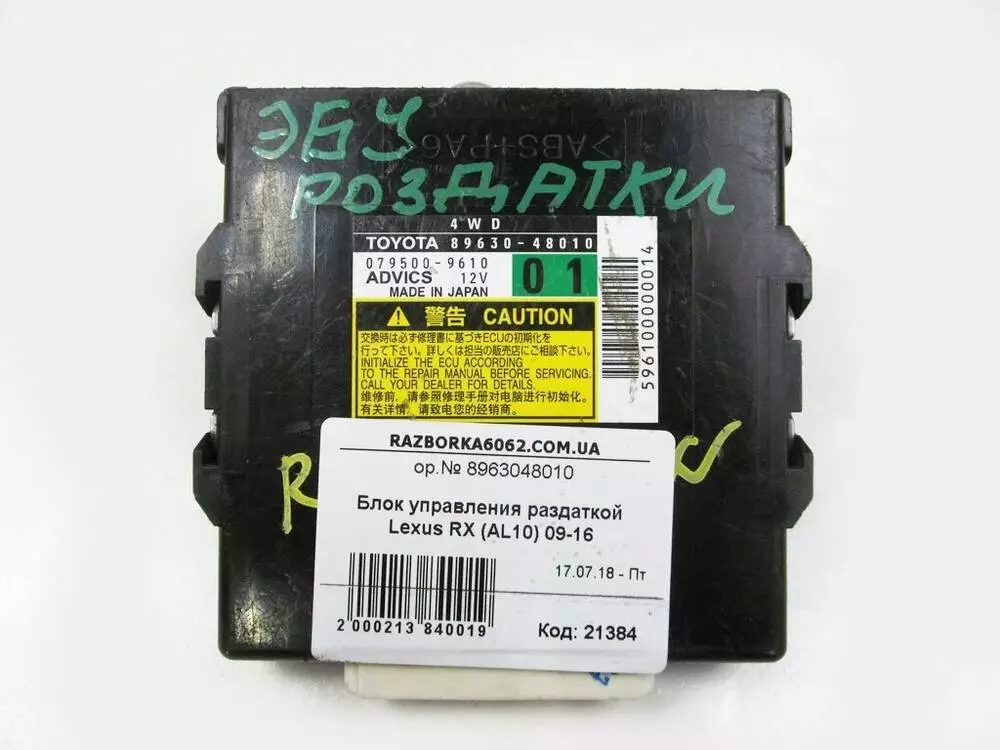 ЭБУ
>ABS+PA6
РОЗДАТКИ
4WD
TOYOTA 89630-48010
079500-9610
ADVICS 12V
MADE IN JAPAN
01
5961000000014
警告 CAUTION
交換時は必ず修理書に基づきECUの初期化を
行って下さい。詳しくは担当の販売店にご相談下さい。
INITIALIZE THE ECU ACCORDING
TO THE REPAIR MANUAL BEFORE SERVICING.
CALL YOUR DEALER FOR DETAILS.
维修前,请参照修理手册对电脑进行初始化。
有关详情,请致电您的经销商。
R
RAZBORKA6062.COM.UA
ор.№ 8963048010
Блок управления раздаткой
Lexus RX (AL10) 09-16
17.07.18 - Пт
2 000213 840019
Код: 21384